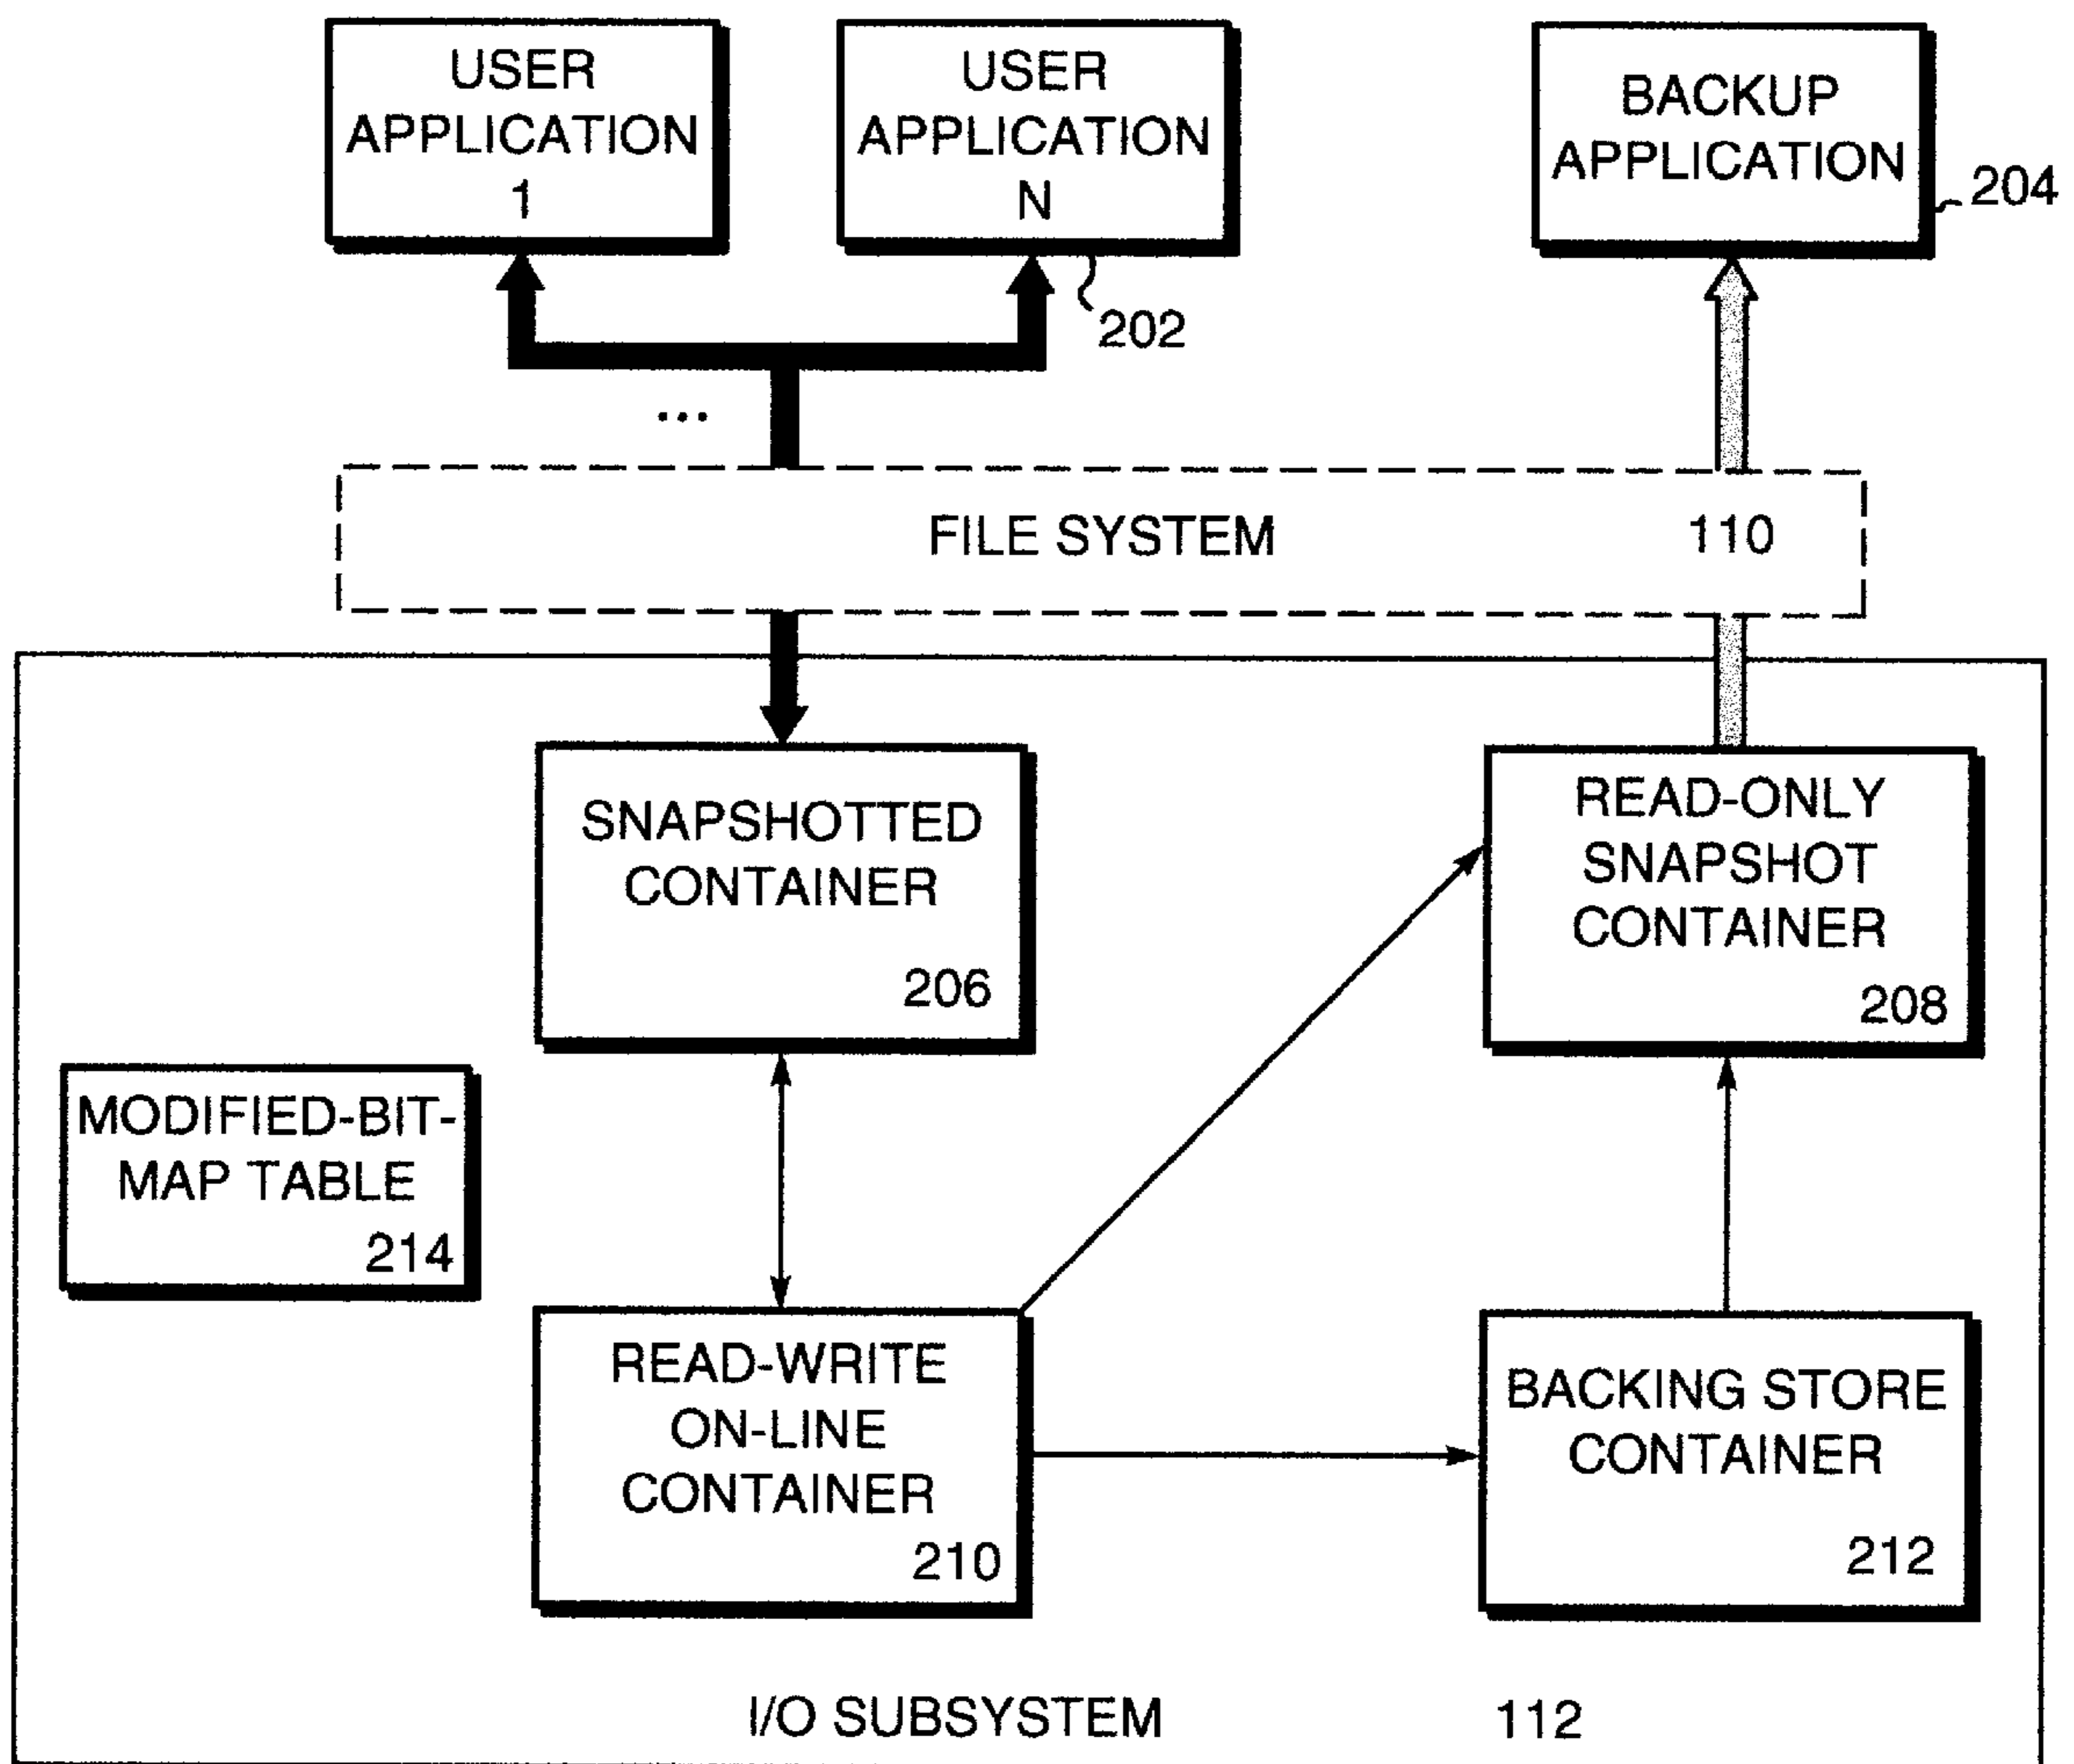 USER
APPLICATION
1
USER
APPLICATION
N
202
BACKUP
APPLICATION
204
...
FILE SYSTEM 110
SNAPSHOTTED
CONTAINER
206
READ-ONLY
SNAPSHOT
CONTAINER
208
MODIFIED-BIT-
MAP TABLE
214
READ-WRITE
ON-LINE
CONTAINER
210
BACKING STORE
CONTAINER
212
I/O SUBSYSTEM 112